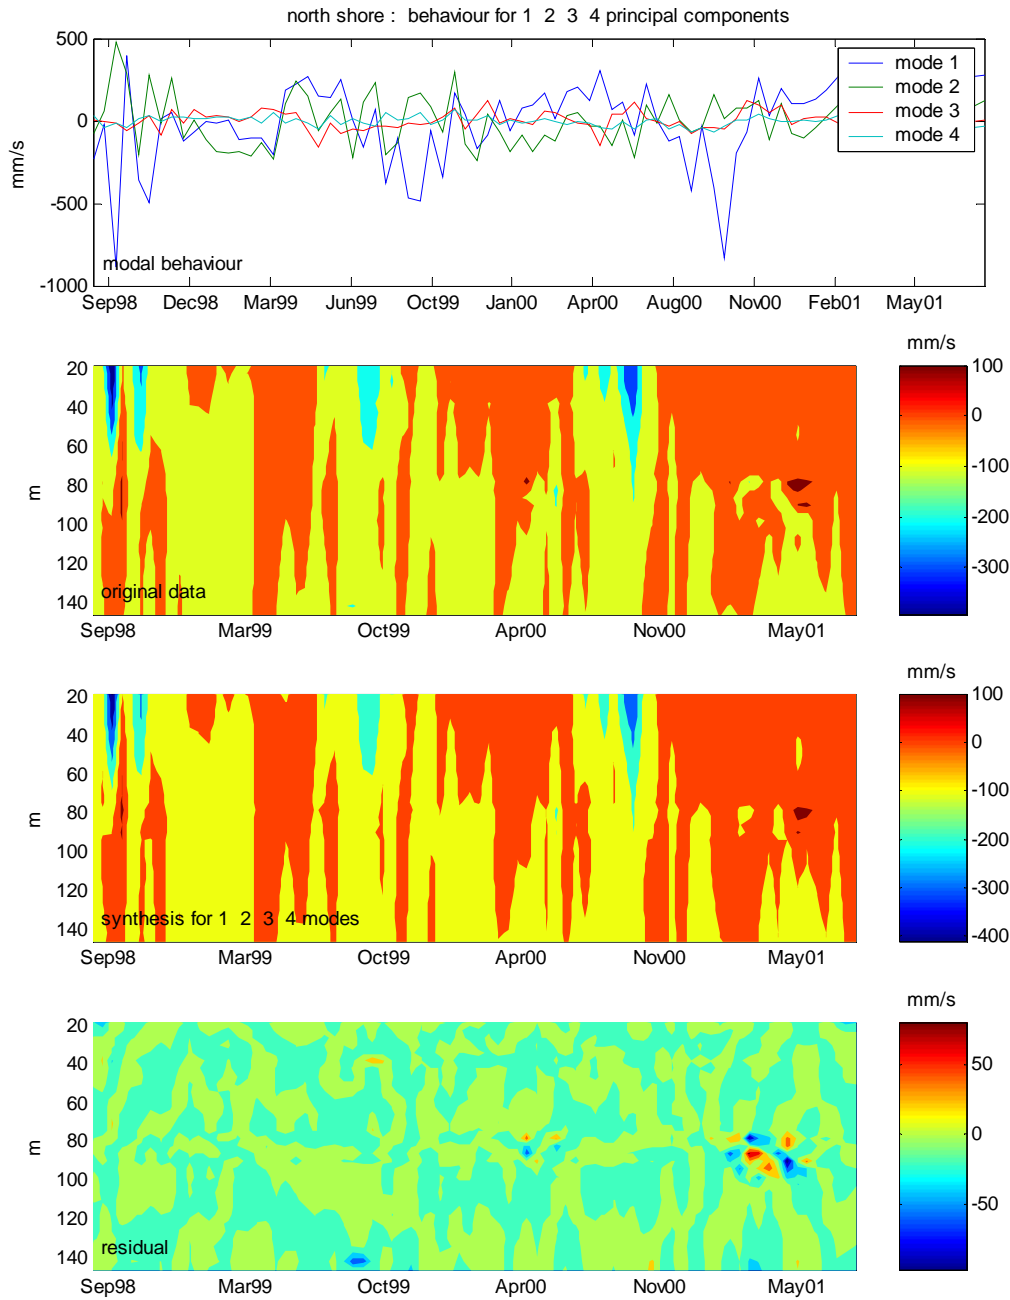 north shore :  behaviour for 1  2  3  4 principal components
500
0
-500
-1000
mm/s
mode 1
mode 2
mode 3
mode 4
modal behaviour
Sep98 Dec98 Mar99 Jun99 Oct99 Jan00 Apr00 Aug00 Nov00 Feb01 May01
mm/s
20
40
60
80
100
120
140
m
original data
Sep98 Mar99 Oct99 Apr00 Nov00 May01
100
0
-100
-200
-300
mm/s
20
40
60
80
100
120
140
m
synthesis for 1  2  3  4 modes
Sep98 Mar99 Oct99 Apr00 Nov00 May01
100
0
-100
-200
-300
-400
mm/s
20
40
60
80
100
120
140
m
residual
Sep98 Mar99 Oct99 Apr00 Nov00 May01
50
0
-50